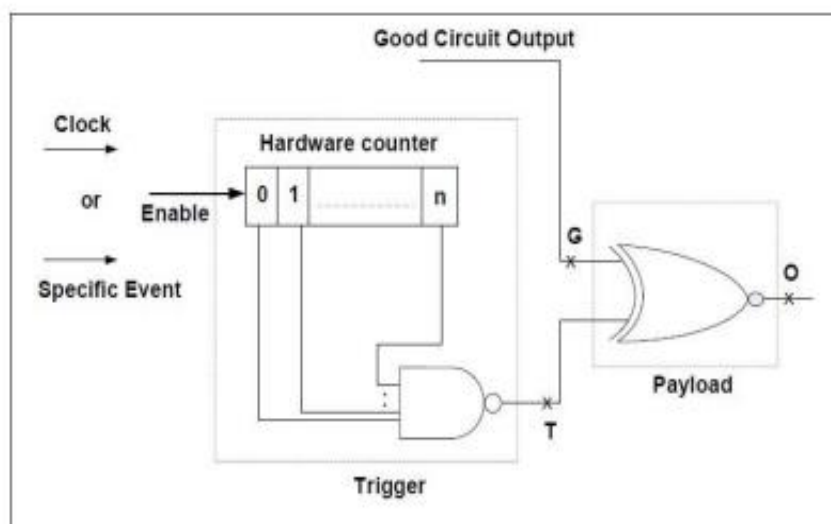 Good Circuit Output
Clock
or
Specific Event
Enable
Hardware counter
0 1 n
G
O
T
Payload
Trigger